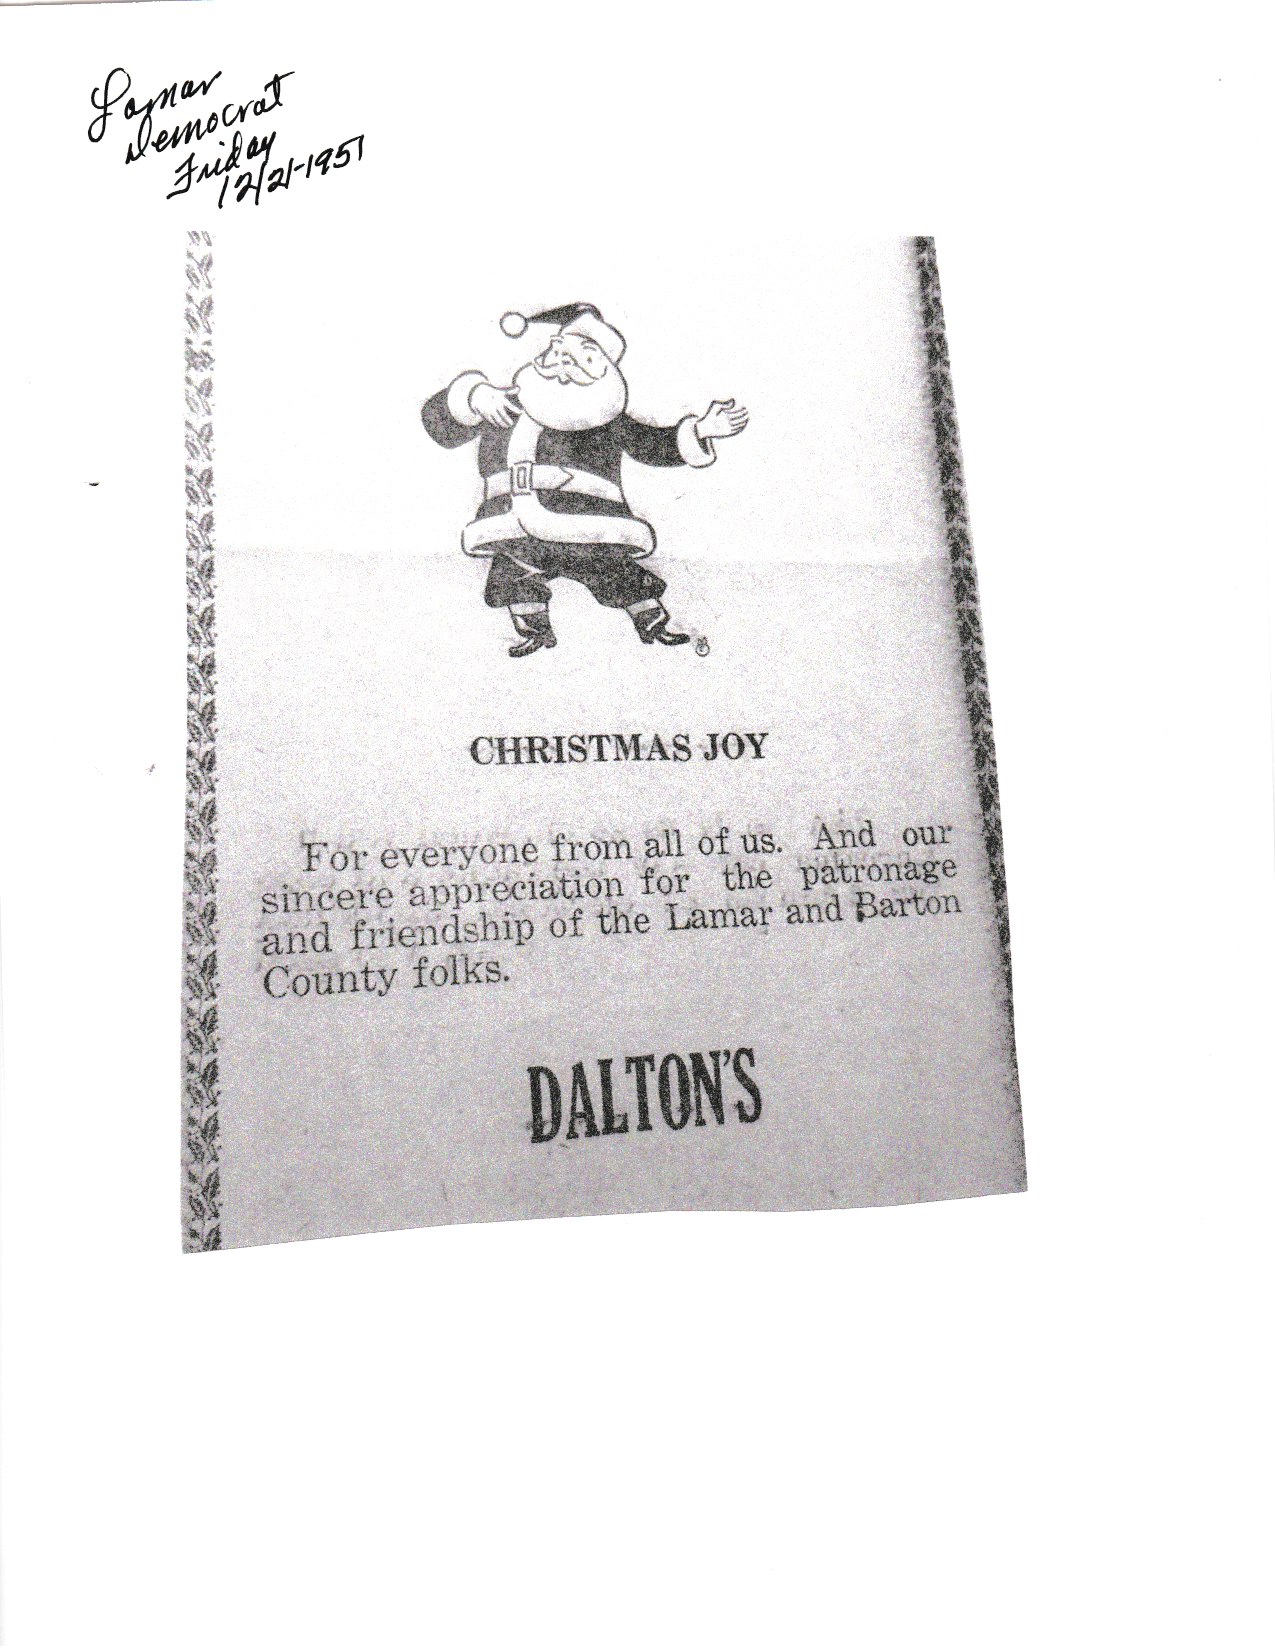 Lamar
Democrat
Friday
12/21-1951
CHRISTMAS JOY
For everyone from all of us. And our
sincere appreciation for the patronage
and friendship of the Lamar and Barton
County folks.
DALTON'S